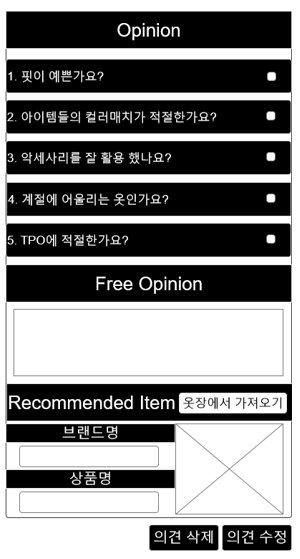 Opinion
1. 핏이 예쁜가요?
2. 아이템들의 컬러매치가 적절한가요?
3. 악세사리를 잘 활용 했나요?
4. 계절에 어울리는 옷인가요?
5. TPO에 적절한가요?
Free Opinion
Recommended Item 옷장에서 가져오기
브랜드명
상품명
의견 삭제 의견 수정